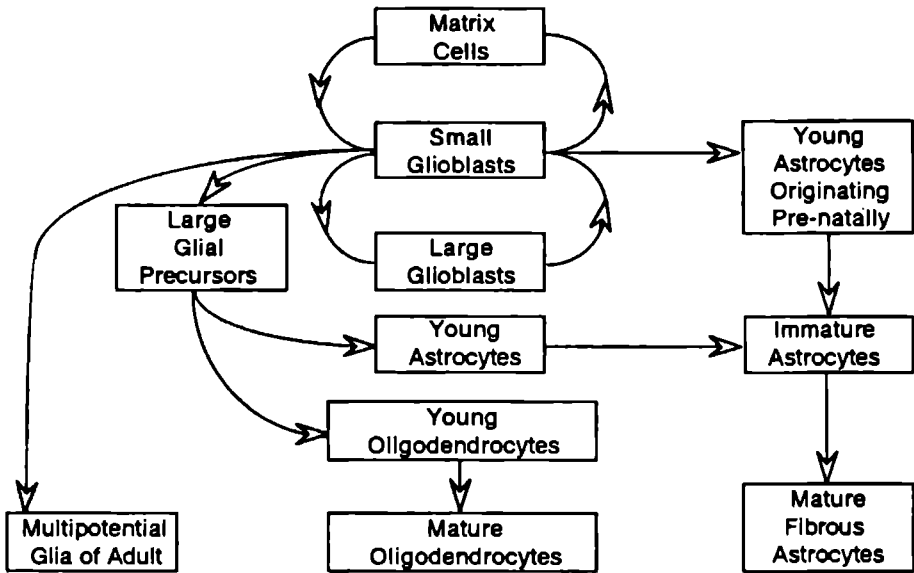 Matrix
Cells
Small
Glioblasts
Young
Astrocytes
Originating
Pre-natally
Large
Glial
Precursors
Large
Glioblasts
Young
Astrocytes
Immature
Astrocytes
Young
Oligodendrocytes
Multipotential
Glia of Adult
Mature
Oligodendrocytes
Mature
Fibrous
Astrocytes